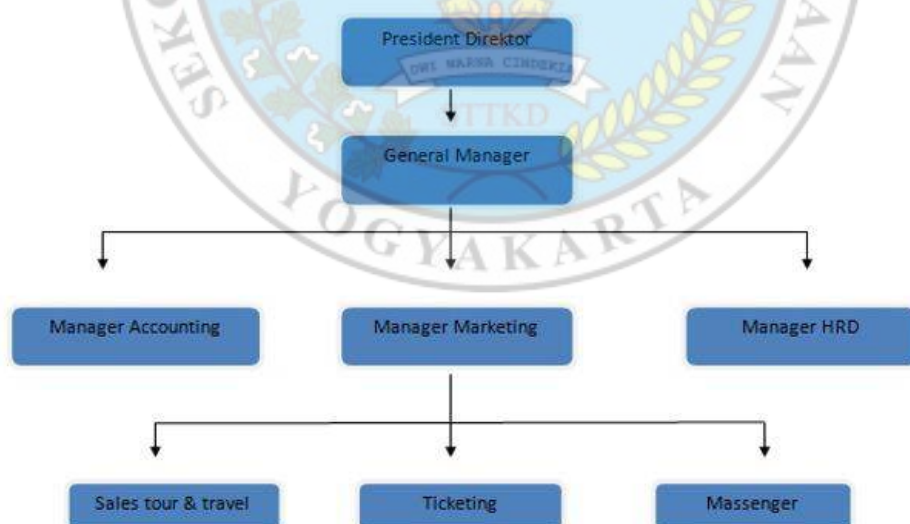 President Direktor
DWI WARNA CENDEKIA
STTKD
General Manager
YOGYAKARTA
Manager Accounting
Manager Marketing
Manager HRD
Sales tour & travel
Ticketing
Massenger